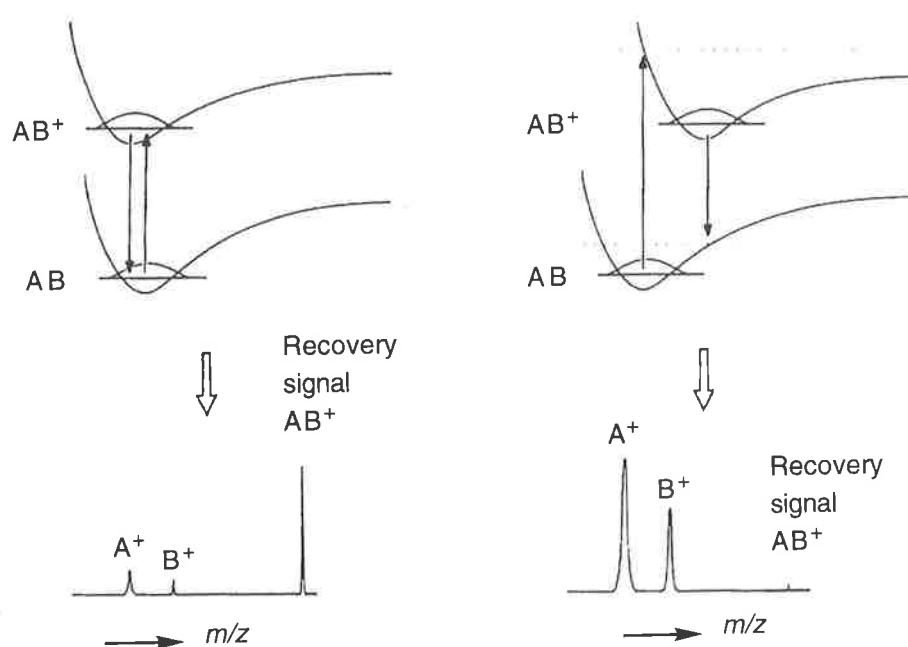 AB⁺
AB
Recovery
signal
AB⁺
A⁺
B⁺
m/z
AB⁺
AB
A⁺
B⁺
Recovery
signal
AB⁺
m/z